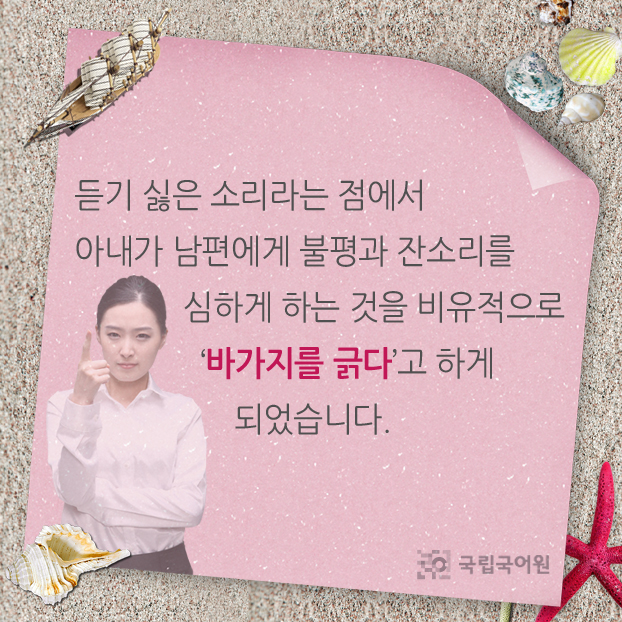 듣기 싫은 소리라는 점에서
아내가 남편에게 불평과 잔소리를
심하게 하는 것을 비유적으로
‘바가지를 긁다’고 하게
되었습니다.
국립국어원